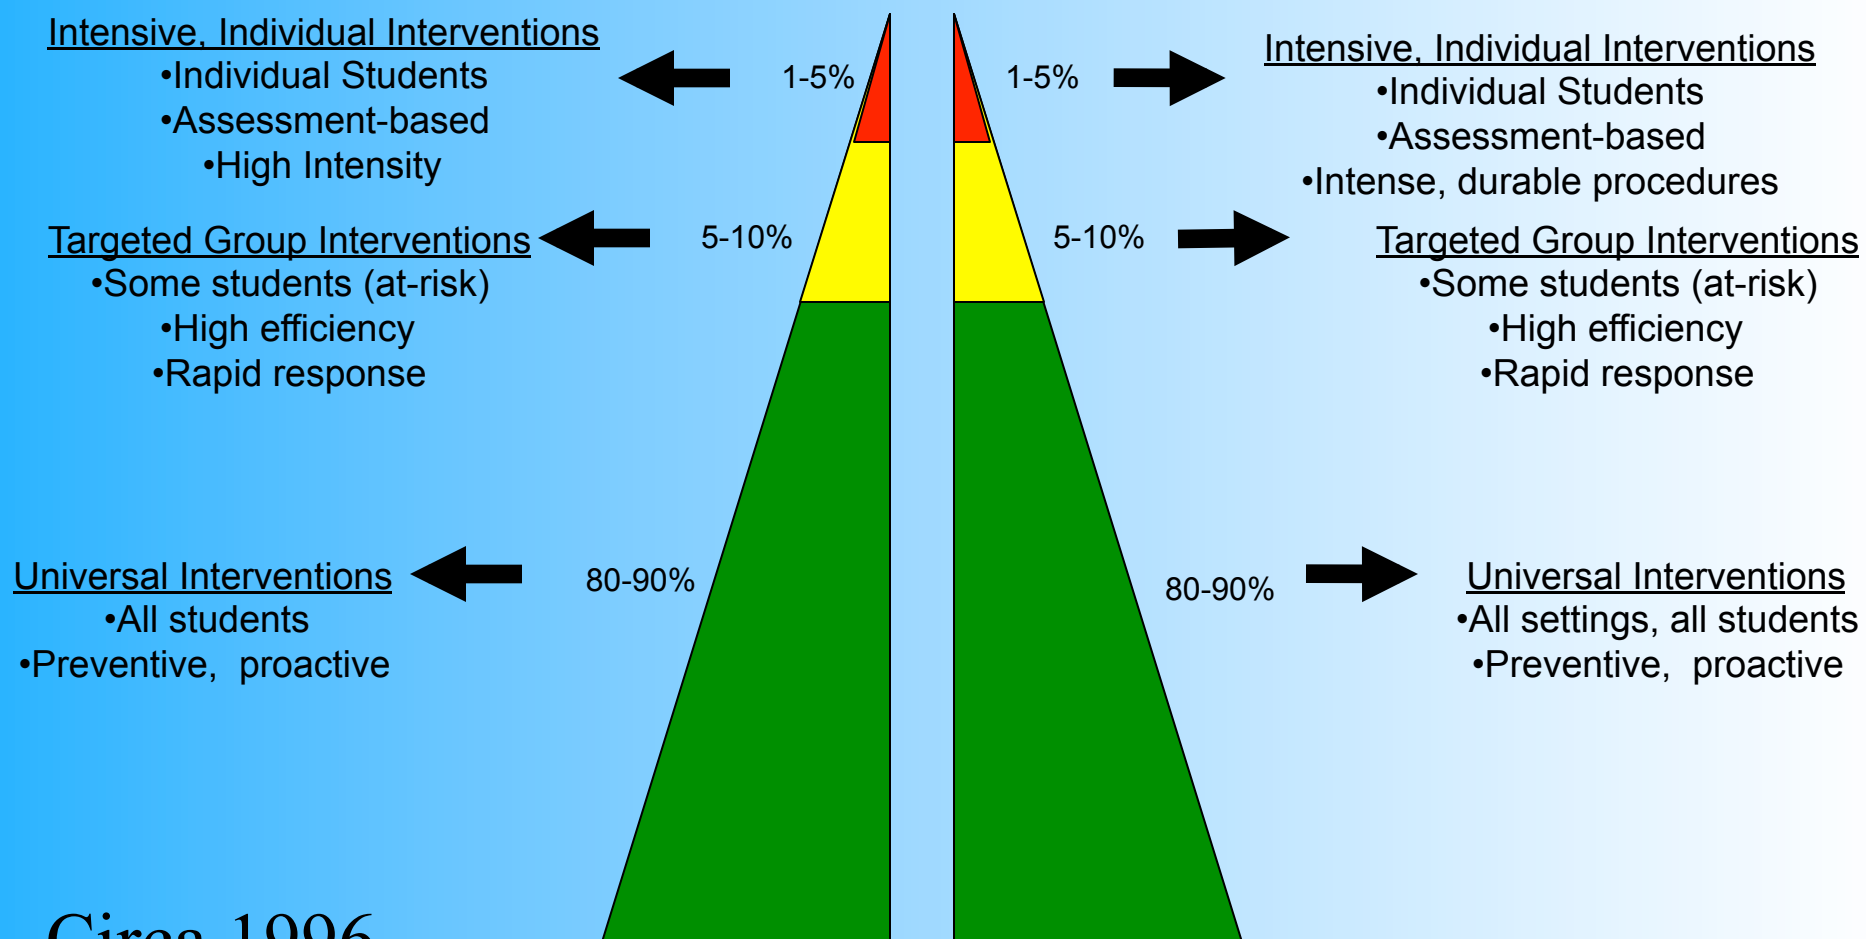 Intensive, Individual Interventions
•Individual Students
•Assessment-based
•High Intensity
1-5%
Targeted Group Interventions
•Some students (at-risk)
•High efficiency
•Rapid response
5-10%
Universal Interventions
•All students
•Preventive,  proactive
80-90%
1-5%
Intensive, Individual Interventions
•Individual Students
•Assessment-based
•Intense, durable procedures
5-10%
Targeted Group Interventions
•Some students (at-risk)
•High efficiency
•Rapid response
80-90%
Universal Interventions
•All settings, all students
•Preventive,  proactive
Circa 1996